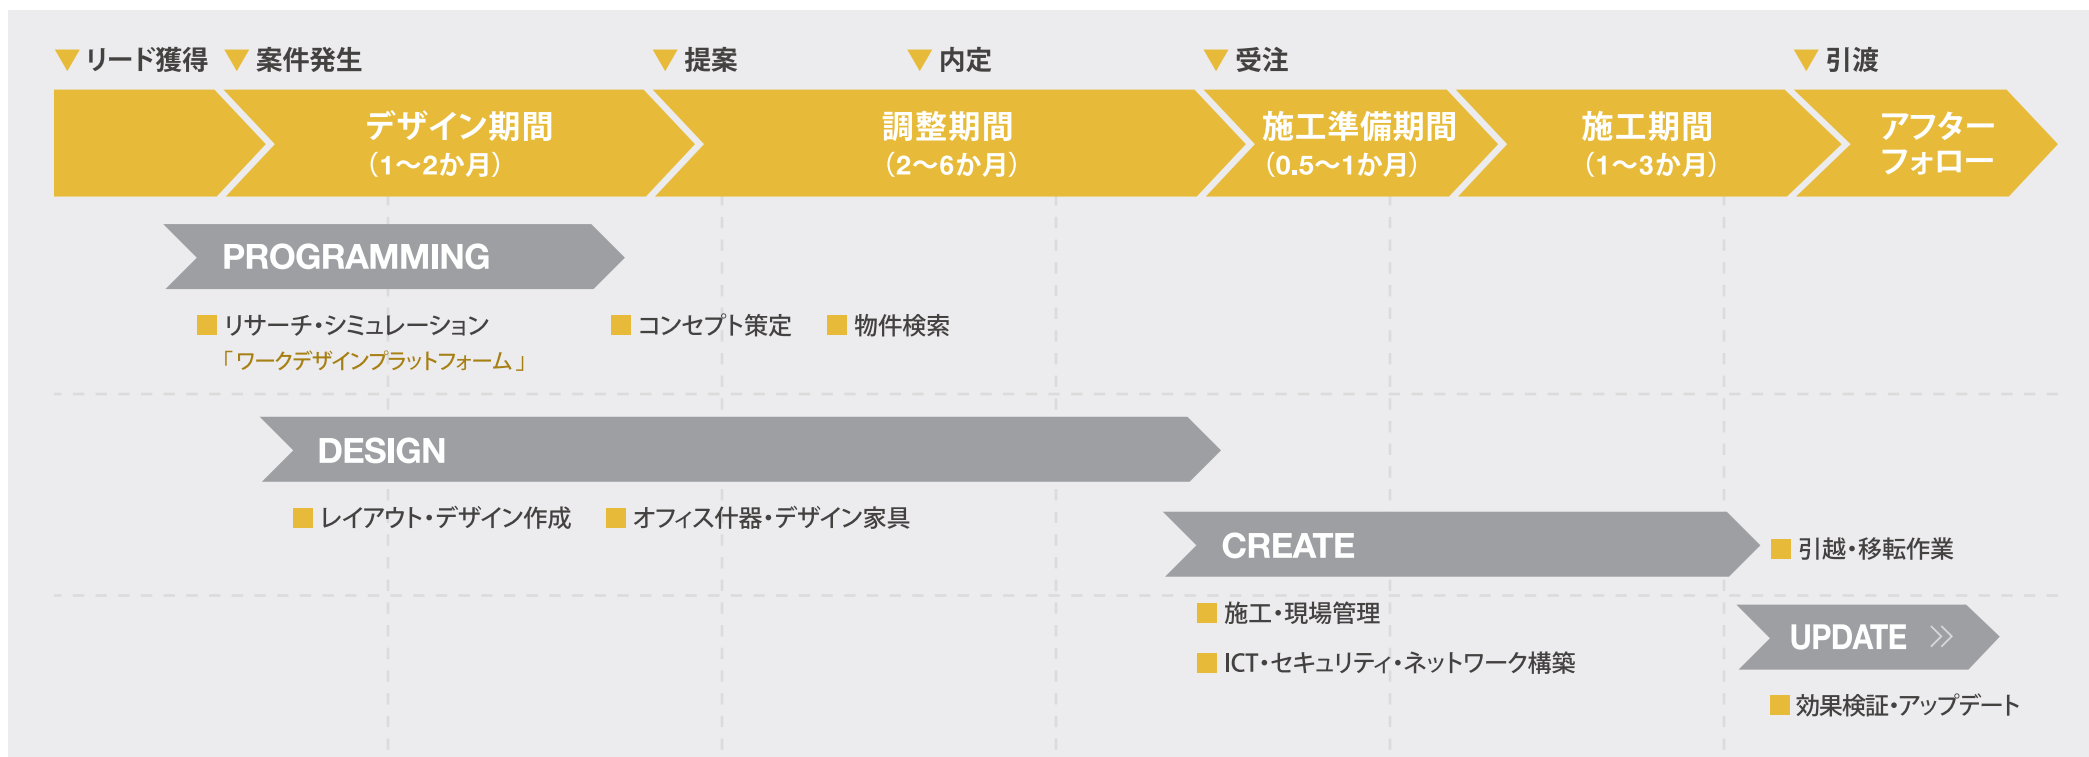 ▼ リード獲得 ▼ 案件発生 ▼ 提案 ▼ 内定 ▼ 受注 ▼ 引渡
デザイン期間
(1〜2か月)
調整期間
(2〜6か月)
施工準備期間
(0.5〜1か月)
施工期間
(1〜3か月)
アフター
フォロー
PROGRAMMING
■ リサーチ・シミュレーション
「ワークデザインプラットフォーム」
■ コンセプト策定
■ 物件検索
DESIGN
■ レイアウト・デザイン作成
■ オフィス什器・デザイン家具
CREATE
■ 引越・移転作業
■ 施工・現場管理
■ ICT・セキュリティ・ネットワーク構築
UPDATE
■ 効果検証・アップデート